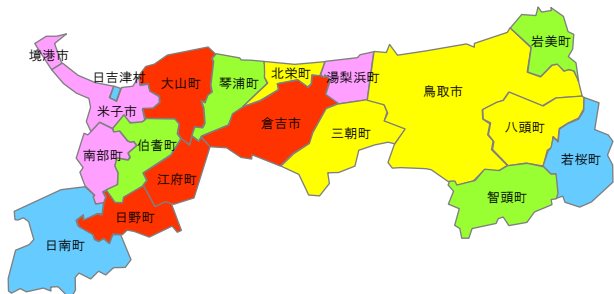 岩美町
境港市
北栄町
湯梨浜町
日吉津村
大山町
琴浦町
鳥取市
米子市
倉吉市
八頭町
三朝町
伯耆町
南部町
若桜町
江府町
智頭町
日野町
日南町